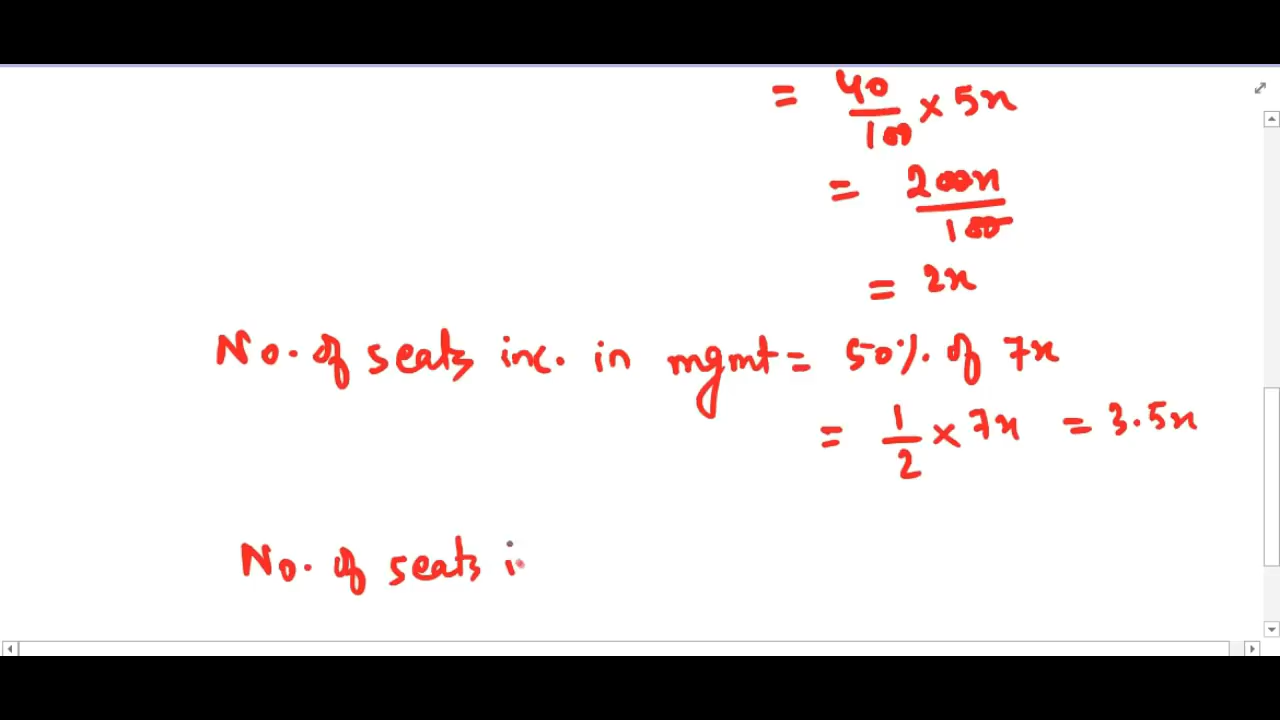 = 40/100 × 5x
= 200x/100
= 2x
No. of seats inc. in mgmt = 50% of 7x
= 1/2 × 7x = 3.5x
No. of seats i